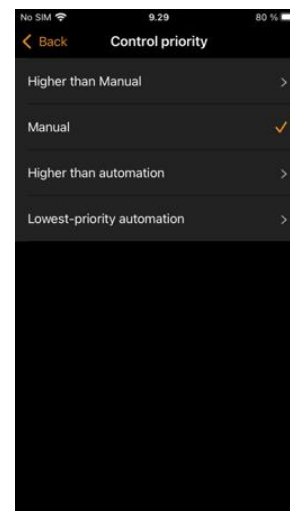 No SIM 9.29 80 %
Back Control priority
Higher than Manual
Manual
Higher than automation
Lowest-priority automation